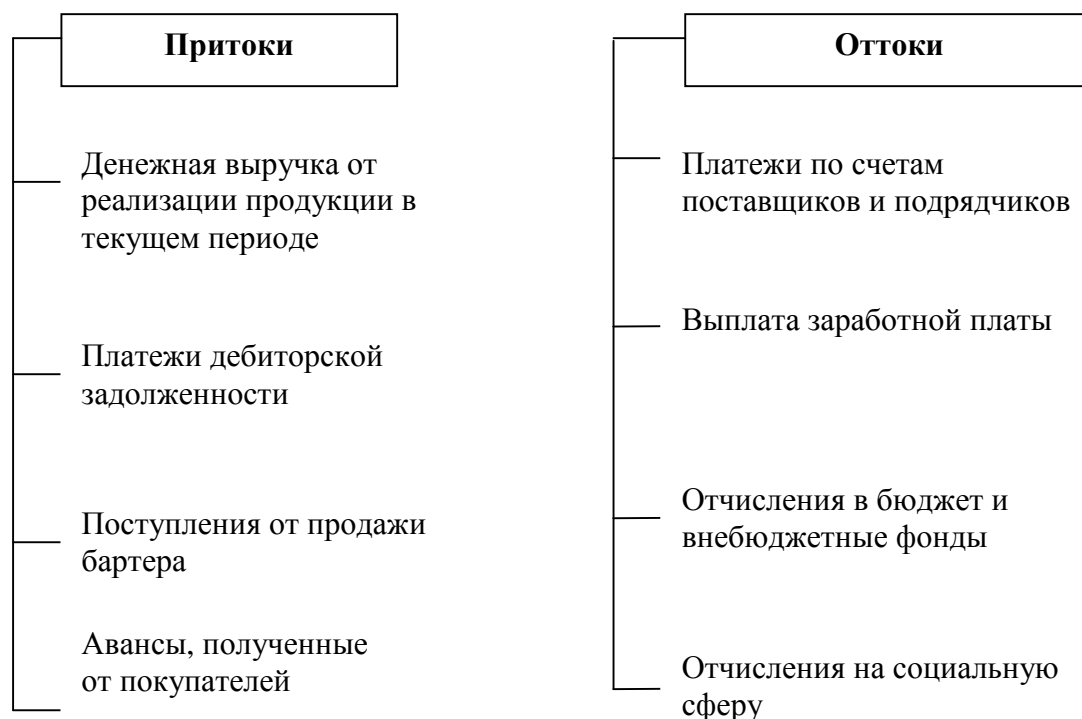 Притоки
Денежная выручка от
реализации продукции в
текущем периоде
Платежи дебиторской
задолженности
Поступления от продажи
бартера
Авансы, полученные
от покупателей
Оттоки
Платежи по счетам
поставщиков и подрядчиков
Выплата заработной платы
Отчисления в бюджет и
внебюджетные фонды
Отчисления на социальную
сферу